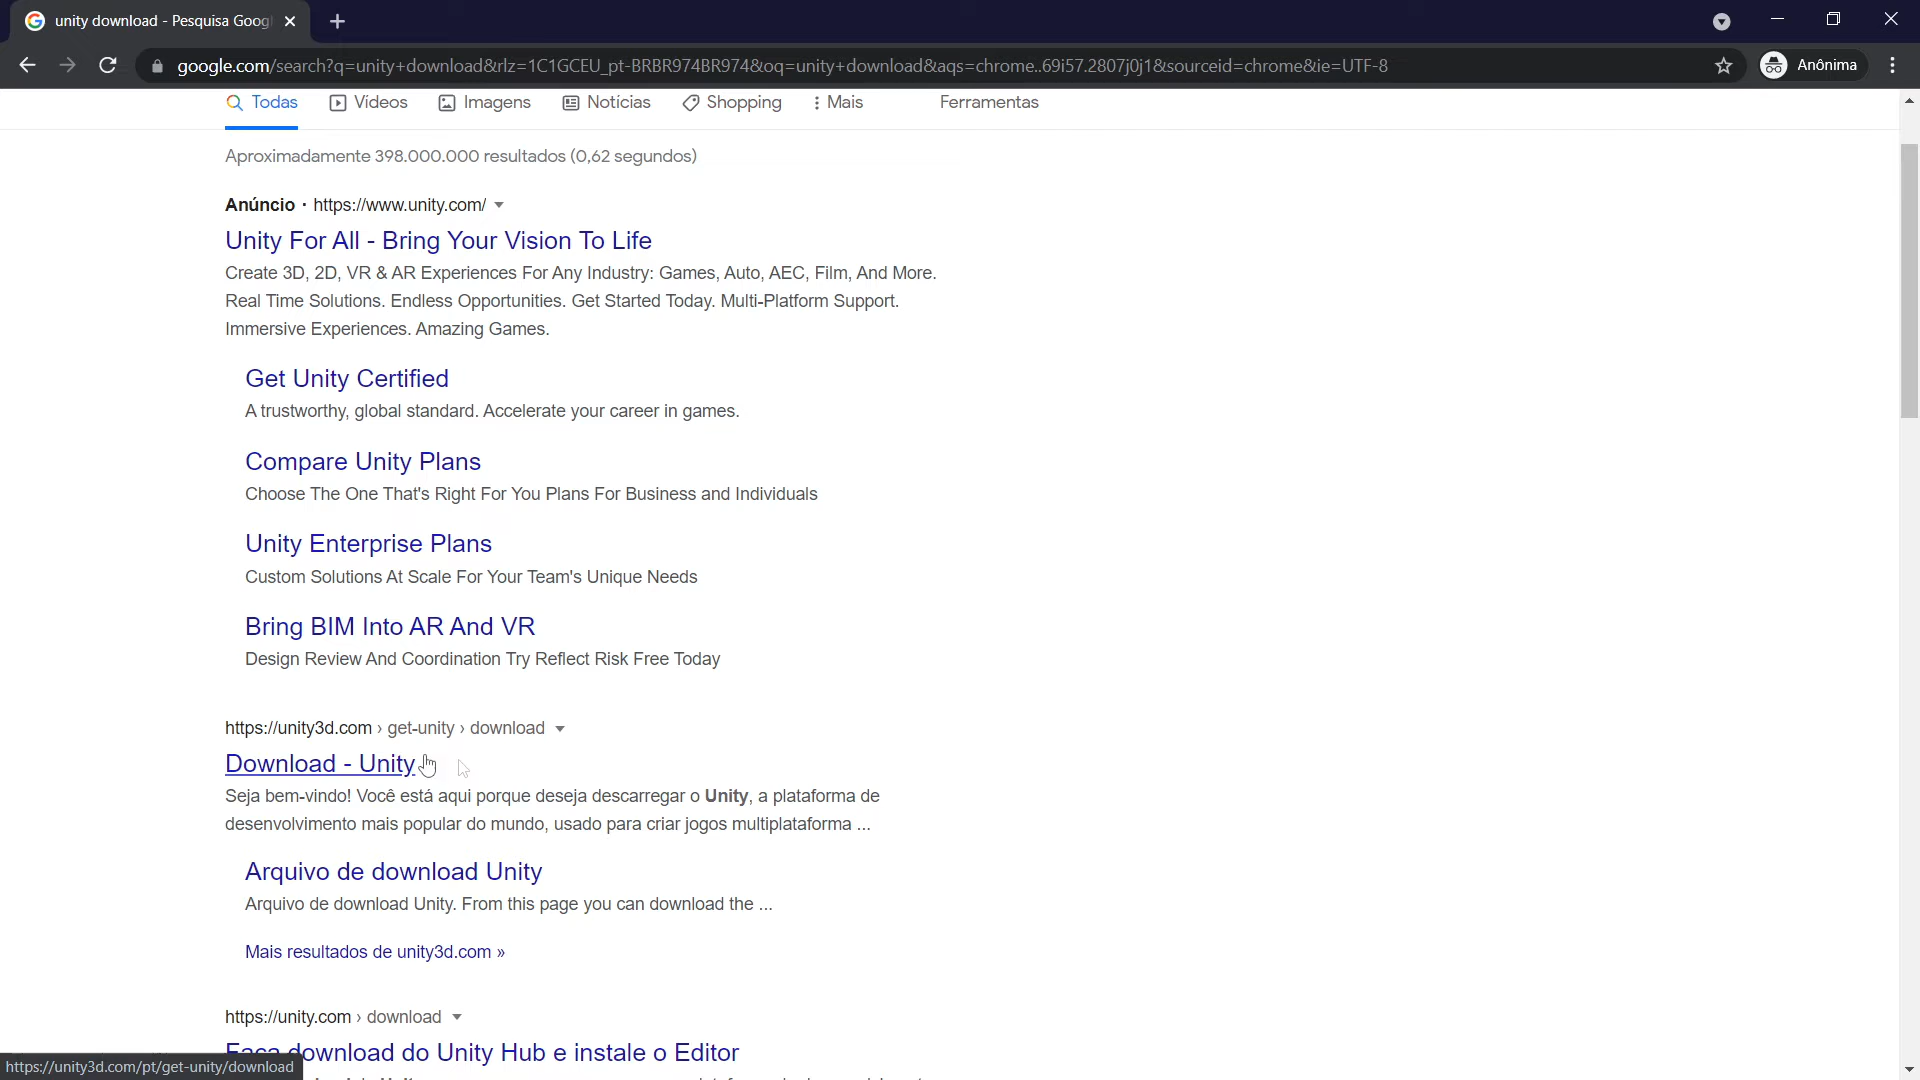 unity download - Pesquisa Goog
google.com/search?q=unity+download&rlz=1C1GCEU_pt-BRBR974BR974&oq=unity+download&aqs=chrome..69i57.2807j0j1&sourceid=chrome&ie=UTF-8
Anônima
Todas Vídeos Imagens Notícias Shopping Mais Ferramentas
Aproximadamente 398.000.000 resultados (0,62 segundos)
Anúncio · https://www.unity.com/
Unity For All - Bring Your Vision To Life
Create 3D, 2D, VR & AR Experiences For Any Industry: Games, Auto, AEC, Film, And More.
Real Time Solutions. Endless Opportunities. Get Started Today. Multi-Platform Support.
Immersive Experiences. Amazing Games.
Get Unity Certified
A trustworthy, global standard. Accelerate your career in games.
Compare Unity Plans
Choose The One That's Right For You Plans For Business and Individuals
Unity Enterprise Plans
Custom Solutions At Scale For Your Team's Unique Needs
Bring BIM Into AR And VR
Design Review And Coordination Try Reflect Risk Free Today
https://unity3d.com › get-unity › download
Download - Unity
Seja bem-vindo! Você está aqui porque deseja descarregar o Unity, a plataforma de
desenvolvimento mais popular do mundo, usado para criar jogos multiplataforma ...
Arquivo de download Unity
Arquivo de download Unity. From this page you can download the ...
Mais resultados de unity3d.com »
https://unity.com › download
Faça download do Unity Hub e instale o Editor
https://unity3d.com/pt/get-unity/download